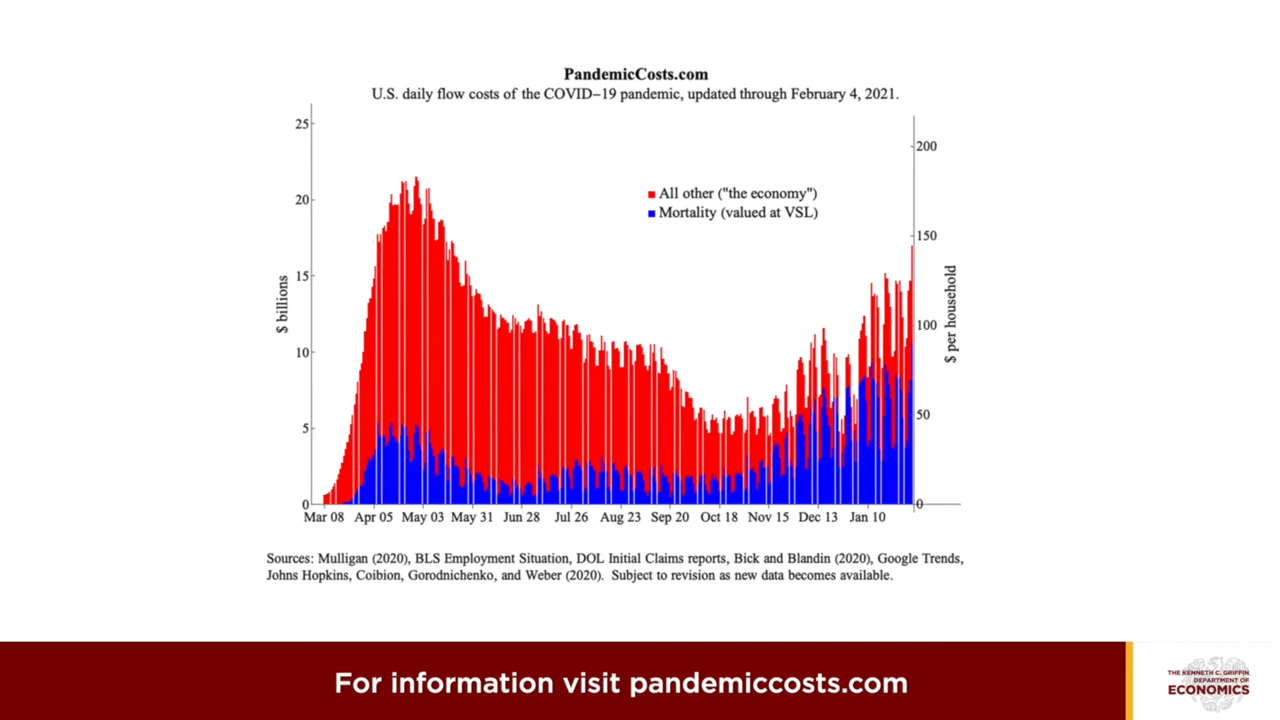 PandemicCosts.com
U.S. daily flow costs of the COVID–19 pandemic, updated through February 4, 2021.
25
20
15
10
5
0
$ billions
200
150
100
50
0
$ per household
All other ("the economy")
Mortality (valued at VSL)
Mar 08 Apr 05 May 03 May 31 Jun 28 Jul 26 Aug 23 Sep 20 Oct 18 Nov 15 Dec 13 Jan 10
Sources: Mulligan (2020), BLS Employment Situation, DOL Initial Claims reports, Bick and Blandin (2020), Google Trends,
Johns Hopkins, Coibion, Gorodnichenko, and Weber (2020). Subject to revision as new data becomes available.
For information visit pandemiccosts.com
THE KENNETH C. GRIFFIN
DEPARTMENT OF
ECONOMICS